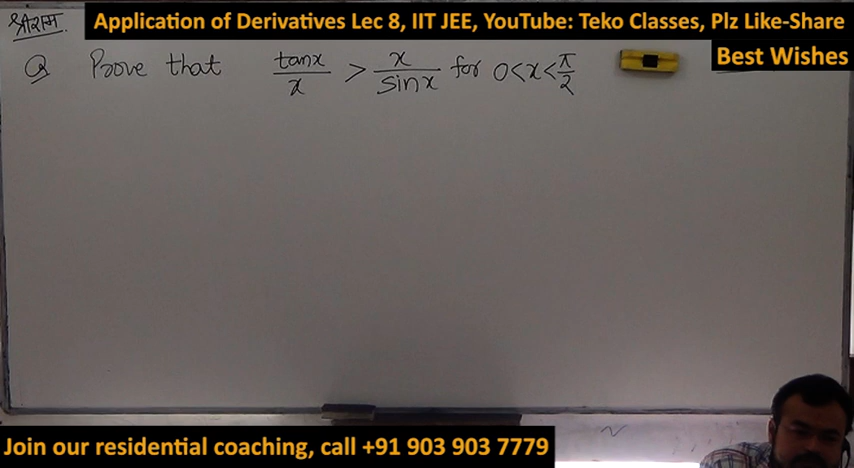 श्रीराम
Application of Derivatives Lec 8, IIT JEE, YouTube: Teko Classes, Plz Like-Share
Best Wishes
Q Prove that tanx/x > x/sinx for 0<x<π/2
Join our residential coaching, call +91 903 903 7779